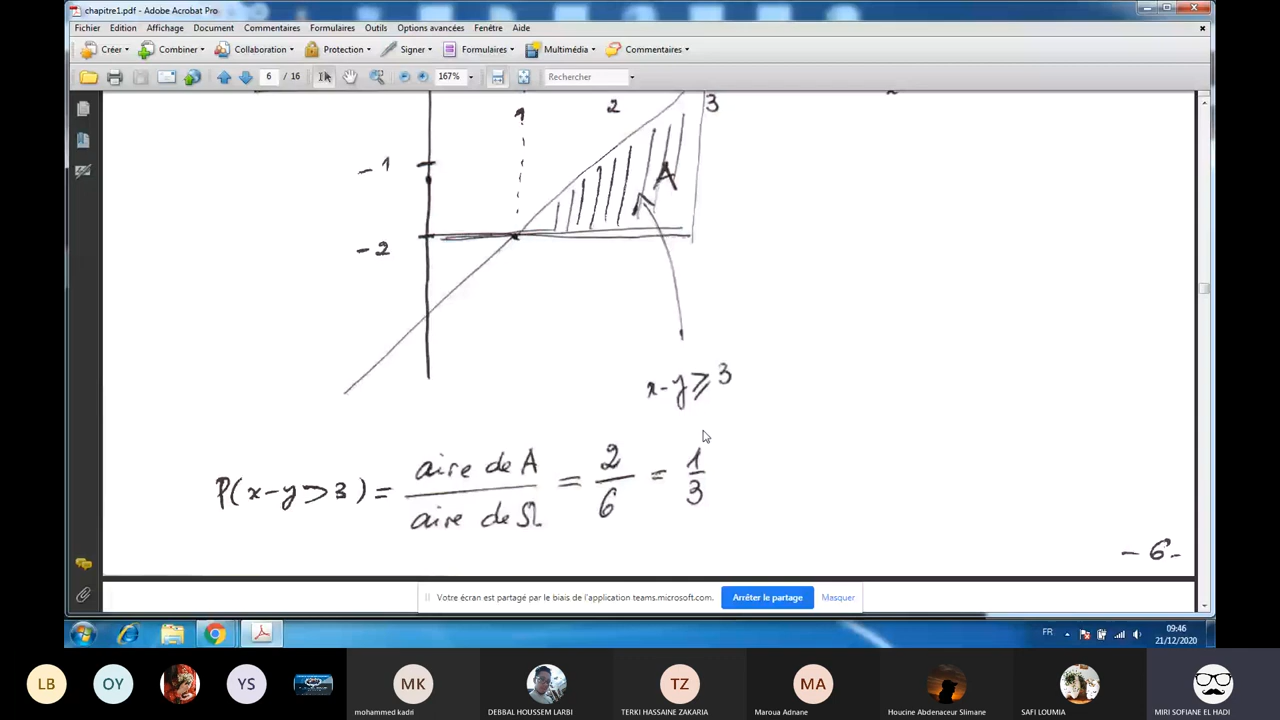 chapitre1.pdf - Adobe Acrobat Pro
Fichier Edition Affichage Document Commentaires Formulaires Outils Options avancées Fenêtre Aide
Créer Combiner Collaboration Protection Signer Formulaires Multimédia Commentaires
6 / 16 167% Rechercher
1 2 3
-1
A
-2
x-y ⩾ 3
P(x-y > 3) = aire de A / aire de Ω = 2/6 = 1/3
- 6 -
Votre écran est partagé par le biais de l'application teams.microsoft.com. Arrêter le partage Masquer
FR 09:46
21/12/2020
LB OY YS MK TZ MA
mohammed kadri DEBBAL HOUSSEM LARBI TERKI HASSAINE ZAKARIA Maroua Adnane Houcine Abdenaceur Slimane SAFI LOUMIA MIRI SOFIANE EL HADI